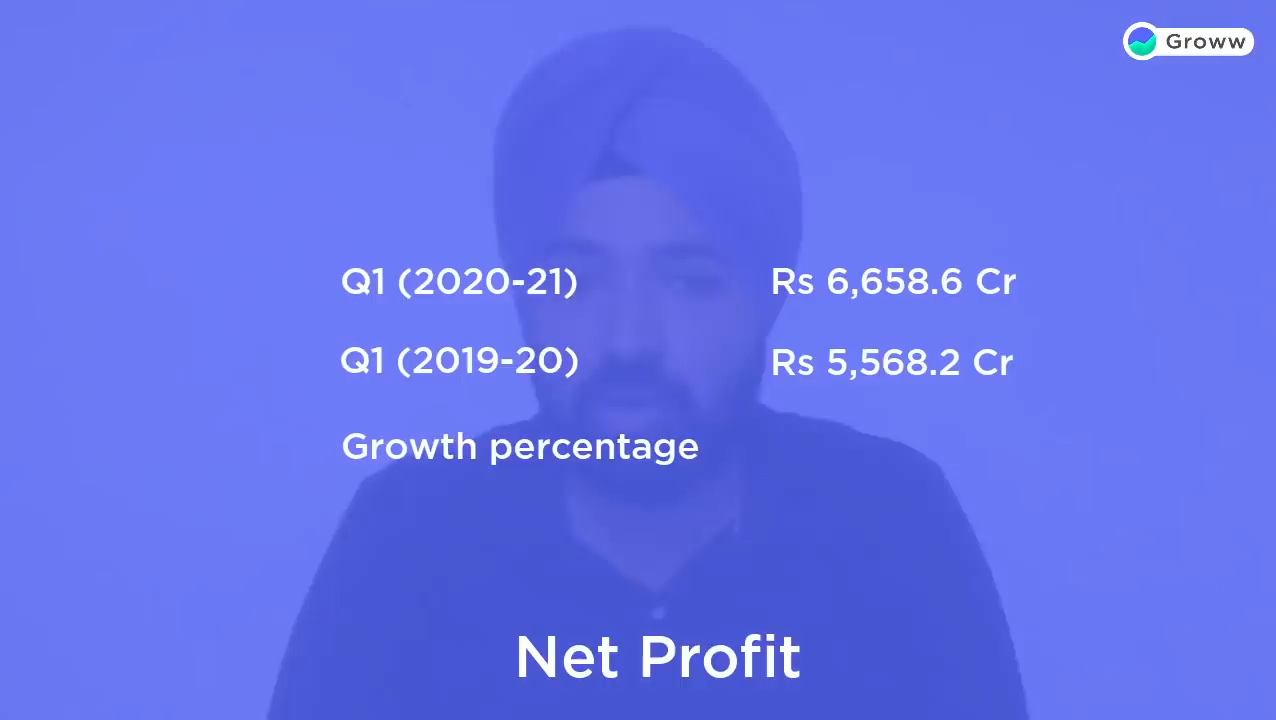 Groww
Q1 (2020-21) Rs 6,658.6 Cr
Q1 (2019-20) Rs 5,568.2 Cr
Growth percentage
Net Profit